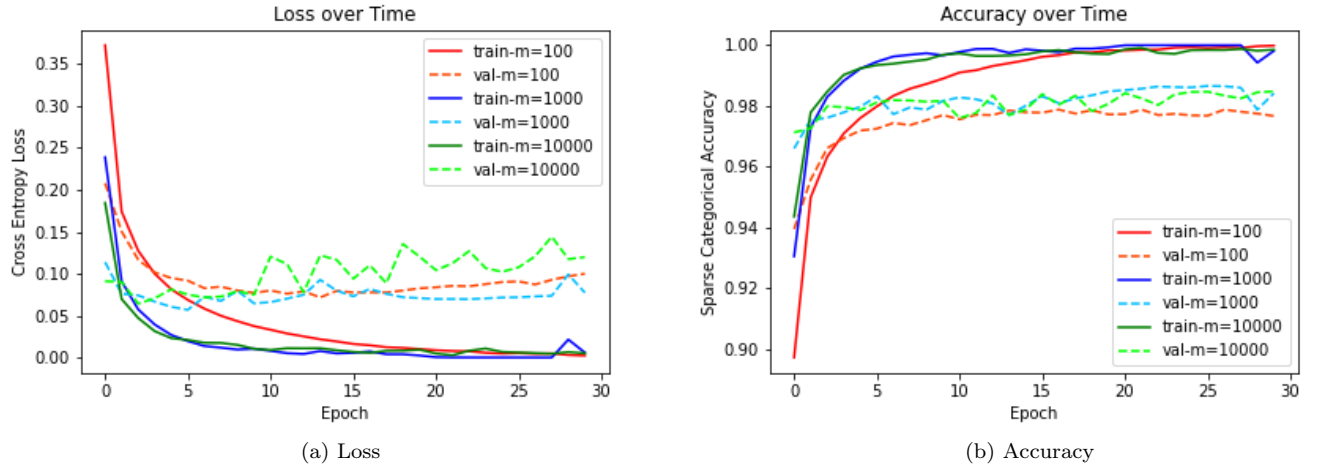 Loss over Time
Cross Entropy Loss
0.35
0.30
0.25
0.20
0.15
0.10
0.05
0.00
train-m=100
val-m=100
train-m=1000
val-m=1000
train-m=10000
val-m=10000
0 5 10 15 20 25 30
Epoch
(a) Loss
Accuracy over Time
Sparse Categorical Accuracy
1.00
0.98
0.96
0.94
0.92
0.90
train-m=100
val-m=100
train-m=1000
val-m=1000
train-m=10000
val-m=10000
0 5 10 15 20 25 30
Epoch
(b) Accuracy